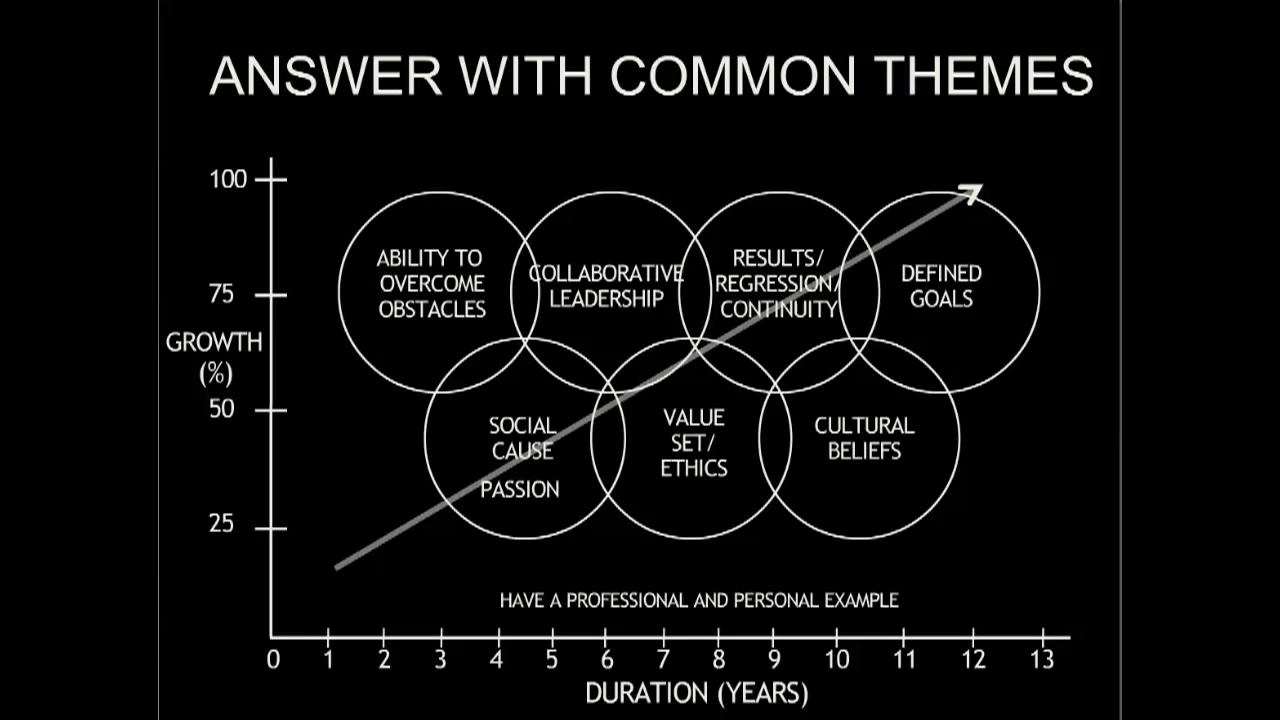 ANSWER WITH COMMON THEMES
100
75
GROWTH
(%)
50
25
ABILITY TO
OVERCOME
OBSTACLES
COLLABORATIVE
LEADERSHIP
RESULTS/
REGRESSION/
CONTINUITY
DEFINED
GOALS
SOCIAL
CAUSE
PASSION
VALUE
SET/
ETHICS
CULTURAL
BELIEFS
HAVE A PROFESSIONAL AND PERSONAL EXAMPLE
0 1 2 3 4 5 6 7 8 9 10 11 12 13
DURATION (YEARS)